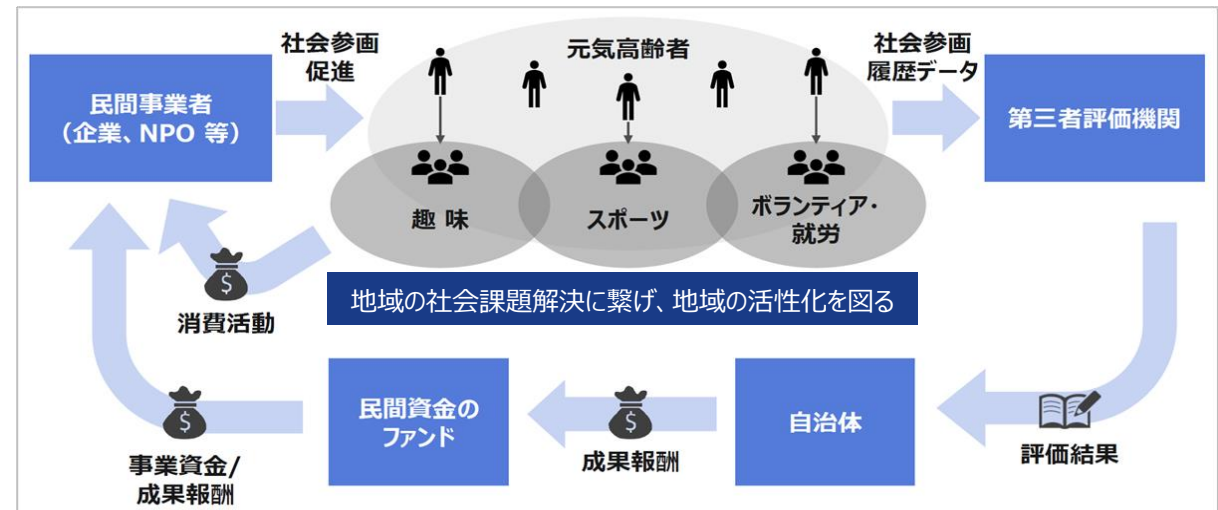 社会参画
促進
元気高齢者
社会参画
履歴データ
民間事業者
（企業、NPO 等）
第三者評価機関
趣 味
スポーツ
ボランティア・
就労
$
消費活動
地域の社会課題解決に繋げ、地域の活性化を図る
民間資金の
ファンド
$
成果報酬
自治体
評価結果
$
事業資金/
成果報酬